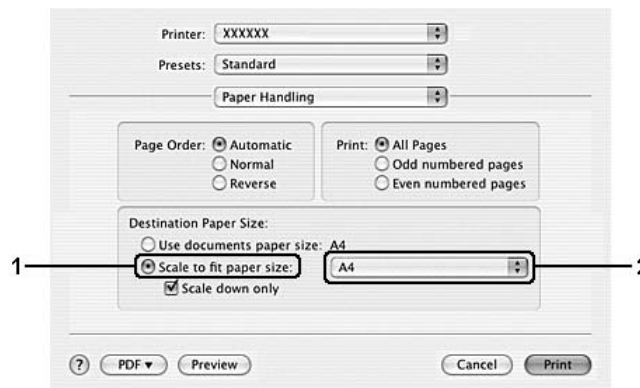 Printer: XXXXXX
Presets: Standard
Paper Handling
Page Order: Automatic Print: All Pages
Normal Odd numbered pages
Reverse Even numbered pages
Destination Paper Size:
Use documents paper size: A4
1 Scale to fit paper size: A4 2
Scale down only
? PDF ▼ Preview Cancel Print